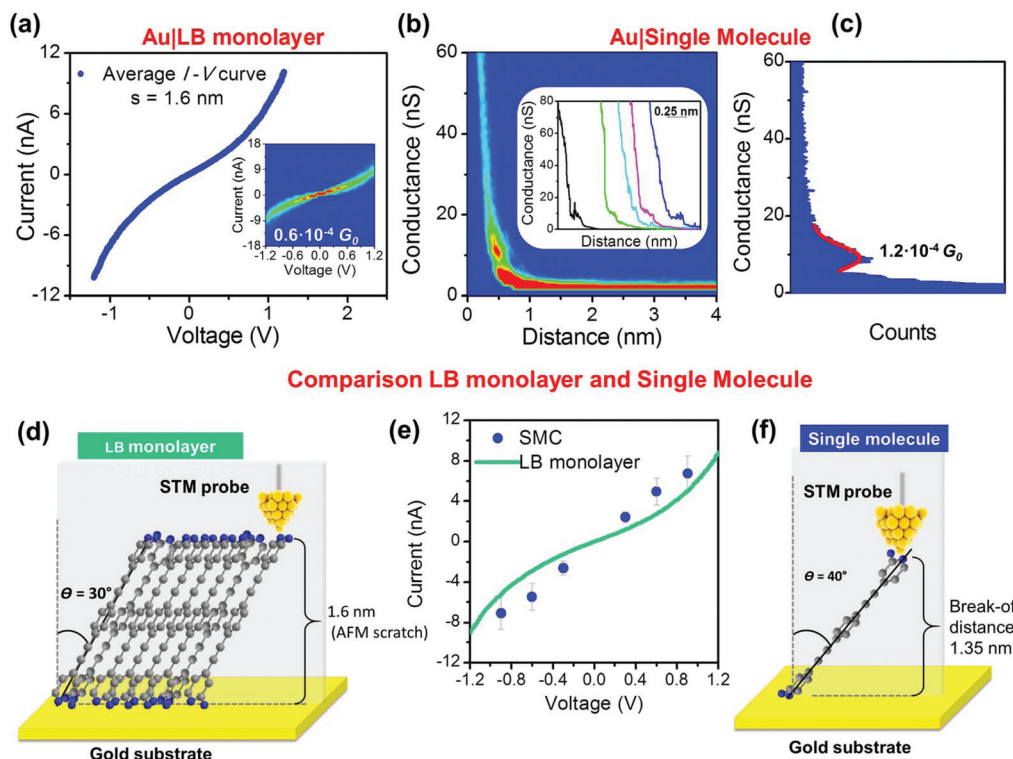 (a)
Au|LB monolayer
Average I-V curve
s = 1.6 nm
Current (nA)
12
6
0
-6
-12
-1
0
1
2
Voltage (V)
Current (nA)
18
9
0
-9
-18
0.6·10⁻⁴ G₀
-1.2
-0.6
0.0
0.6
1.2
Voltage (V)
(b)
Au|Single Molecule
Conductance (nS)
60
40
20
0
0
1
2
3
4
Distance (nm)
Conductance (nS)
80
60
40
20
0
0.25 nm
Distance (nm)
(c)
Conductance (nS)
60
40
20
0
1.2·10⁻⁴ G₀
Counts
Comparison LB monolayer and Single Molecule
(d)
LB monolayer
STM probe
θ = 30°
1.6 nm
(AFM scratch)
Gold substrate
(e)
SMC
LB monolayer
Current (nA)
12
8
4
0
-4
-8
-12
-1.2
-0.8
-0.4
0.0
0.4
0.8
1.2
Voltage (V)
(f)
Single molecule
STM probe
θ = 40°
Break-of
distance
1.35 nm
Gold substrate